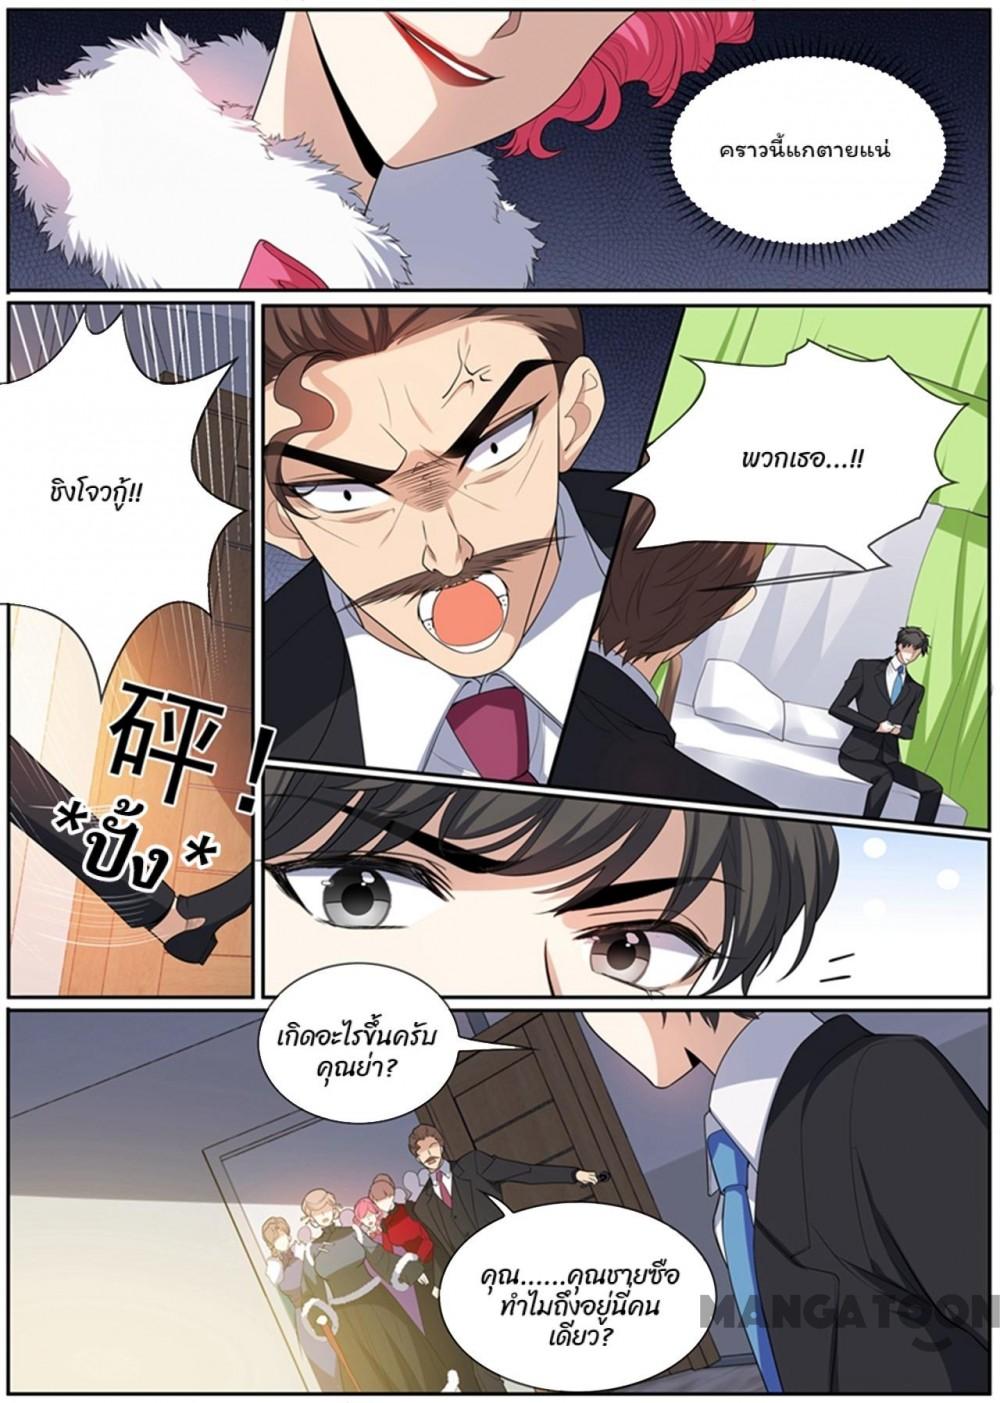 คราวนี้แกตายแน่
ชิงโจวกู้!!
พวกเธอ...!!
砰!
*ปั้ง*
เกิดอะไรขึ้นครับ
คุณย่า?
คุณ......คุณชายซือ
ทำไมถึงอยู่นี่คน
เดียว?
MANGATOON